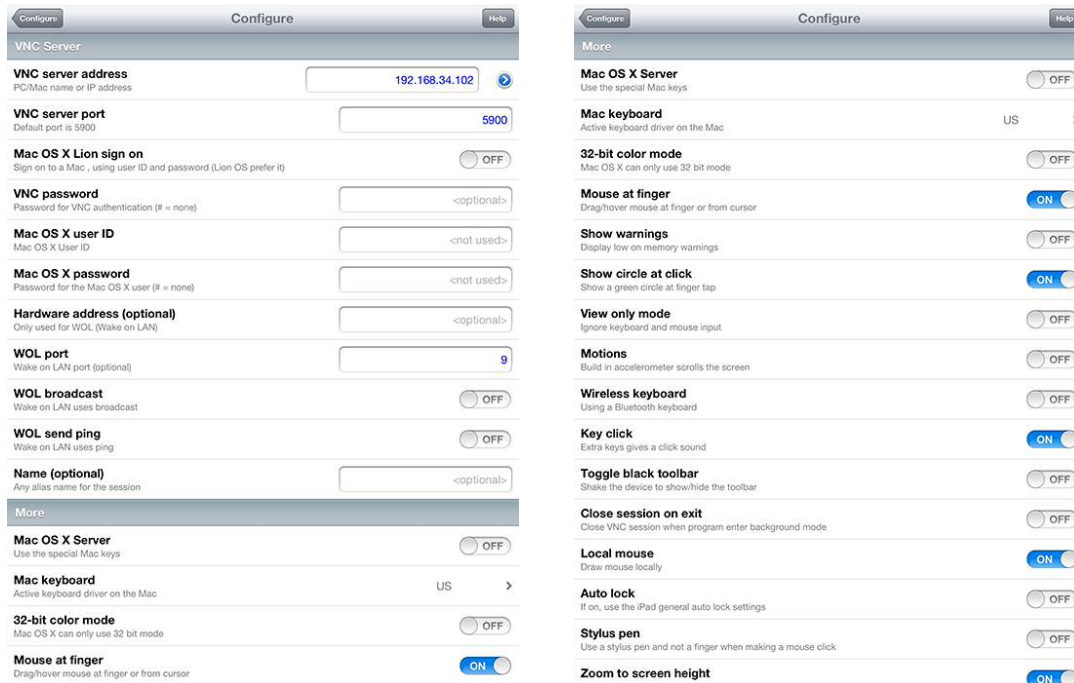 Configure
Configure
Help
VNC Server
VNC server address
PC/Mac name or IP address
192.168.34.102
VNC server port
Default port is 5900
5900
Mac OS X Lion sign on
Sign on to a Mac , using user ID and password (Lion OS prefer it)
OFF
VNC password
Password for VNC authentication (# = none)
<optional>
Mac OS X user ID
Mac OS X User ID
<not used>
Mac OS X password
Password for the Mac OS X user (# = none)
<not used>
Hardware address (optional)
Only used for WOL (Wake on LAN)
<optional>
WOL port
Wake on LAN port (optional)
9
WOL broadcast
Wake on LAN uses broadcast
OFF
WOL send ping
Wake on LAN uses ping
OFF
Name (optional)
Any alias name for the session
<optional>
More
Mac OS X Server
Use the special Mac keys
OFF
Mac keyboard
Active keyboard driver on the Mac
US
32-bit color mode
Mac OS X can only use 32 bit mode
OFF
Mouse at finger
Drag/hover mouse at finger or from cursor
ON
Configure
Configure
Help
More
Mac OS X Server
Use the special Mac keys
OFF
Mac keyboard
Active keyboard driver on the Mac
US
32-bit color mode
Mac OS X can only use 32 bit mode
OFF
Mouse at finger
Drag/hover mouse at finger or from cursor
ON
Show warnings
Display low on memory warnings
OFF
Show circle at click
Show a green circle at finger tap
ON
View only mode
Ignore keyboard and mouse input
OFF
Motions
Build in accelerometer scrolls the screen
OFF
Wireless keyboard
Using a Bluetooth keyboard
OFF
Key click
Extra keys gives a click sound
ON
Toggle black toolbar
Shake the device to show/hide the toolbar
OFF
Close session on exit
Close VNC session when program enter background mode
OFF
Local mouse
Draw mouse locally
ON
Auto lock
If on, use the iPad general auto lock settings
OFF
Stylus pen
Use a stylus pen and not a finger when making a mouse click
OFF
Zoom to screen height
ON